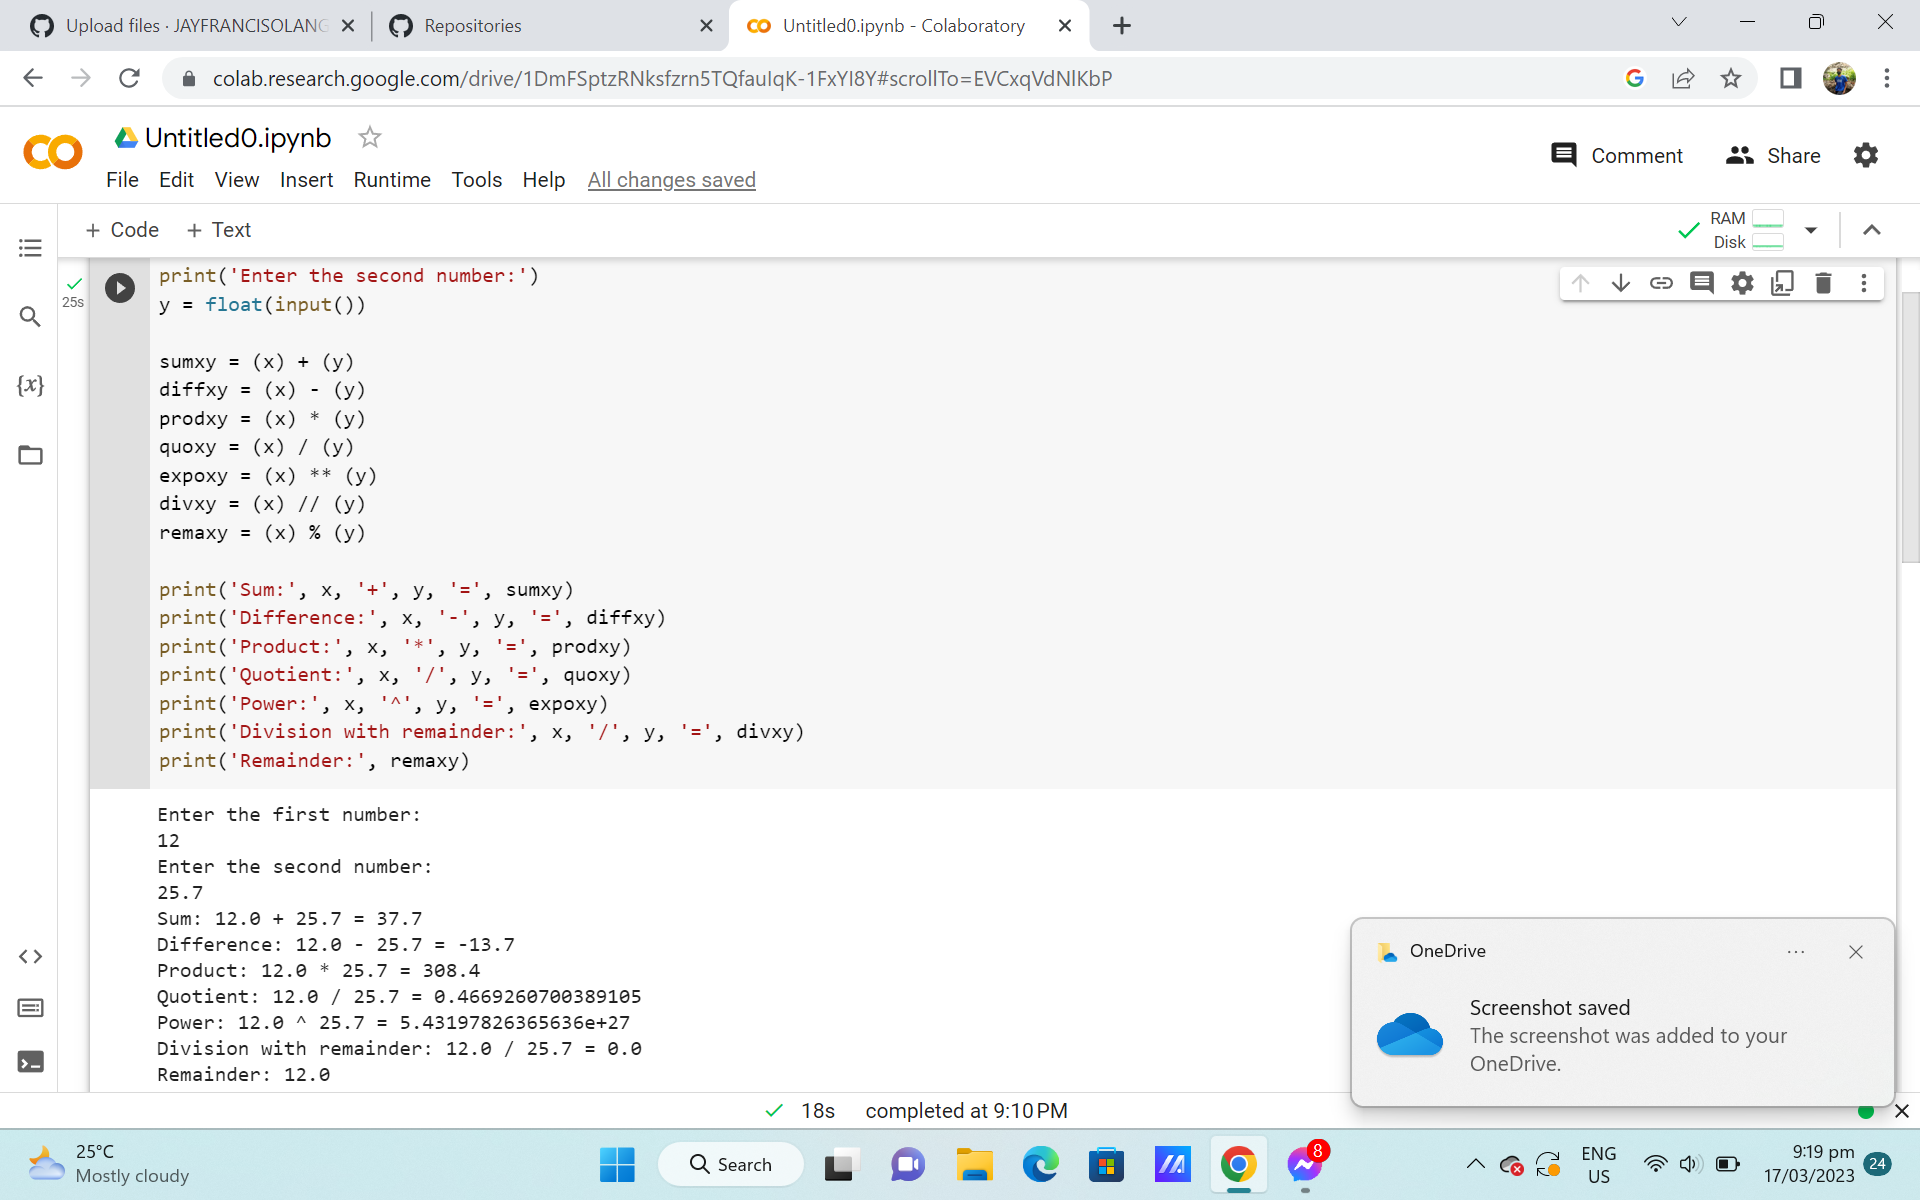 Upload files · JAYFRANCISOLANG
Repositories
Untitled0.ipynb - Colaboratory
colab.research.google.com/drive/1DmFSptzRNksfzrn5TQfauIqK-1FxYI8Y#scrollTo=EVCxqVdNlKbP
Untitled0.ipynb
Comment
Share
File Edit View Insert Runtime Tools Help All changes saved
+ Code + Text
RAM
Disk
25s
print('Enter the second number:')
y = float(input())
sumxy = (x) + (y)
diffxy = (x) - (y)
prodxy = (x) * (y)
quoxy = (x) / (y)
expoxy = (x) ** (y)
divxy = (x) // (y)
remaxy = (x) % (y)
print('Sum:', x, '+', y, '=', sumxy)
print('Difference:', x, '-', y, '=', diffxy)
print('Product:', x, '*', y, '=', prodxy)
print('Quotient:', x, '/', y, '=', quoxy)
print('Power:', x, '^', y, '=', expoxy)
print('Division with remainder:', x, '/', y, '=', divxy)
print('Remainder:', remaxy)
Enter the first number:
12
Enter the second number:
25.7
Sum: 12.0 + 25.7 = 37.7
Difference: 12.0 - 25.7 = -13.7
Product: 12.0 * 25.7 = 308.4
Quotient: 12.0 / 25.7 = 0.4669260700389105
Power: 12.0 ^ 25.7 = 5.43197826365636e+27
Division with remainder: 12.0 / 25.7 = 0.0
Remainder: 12.0
OneDrive
Screenshot saved
The screenshot was added to your
OneDrive.
18s completed at 9:10 PM
25°C
Mostly cloudy
Search
8
ENG
US
9:19 pm
17/03/2023
24